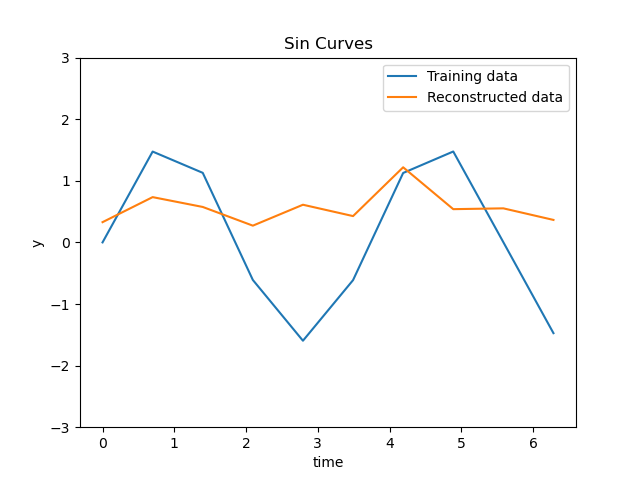 Sin Curves
Training data
Reconstructed data
3
2
1
0
−1
−2
−3
y
0 1 2 3 4 5 6
time